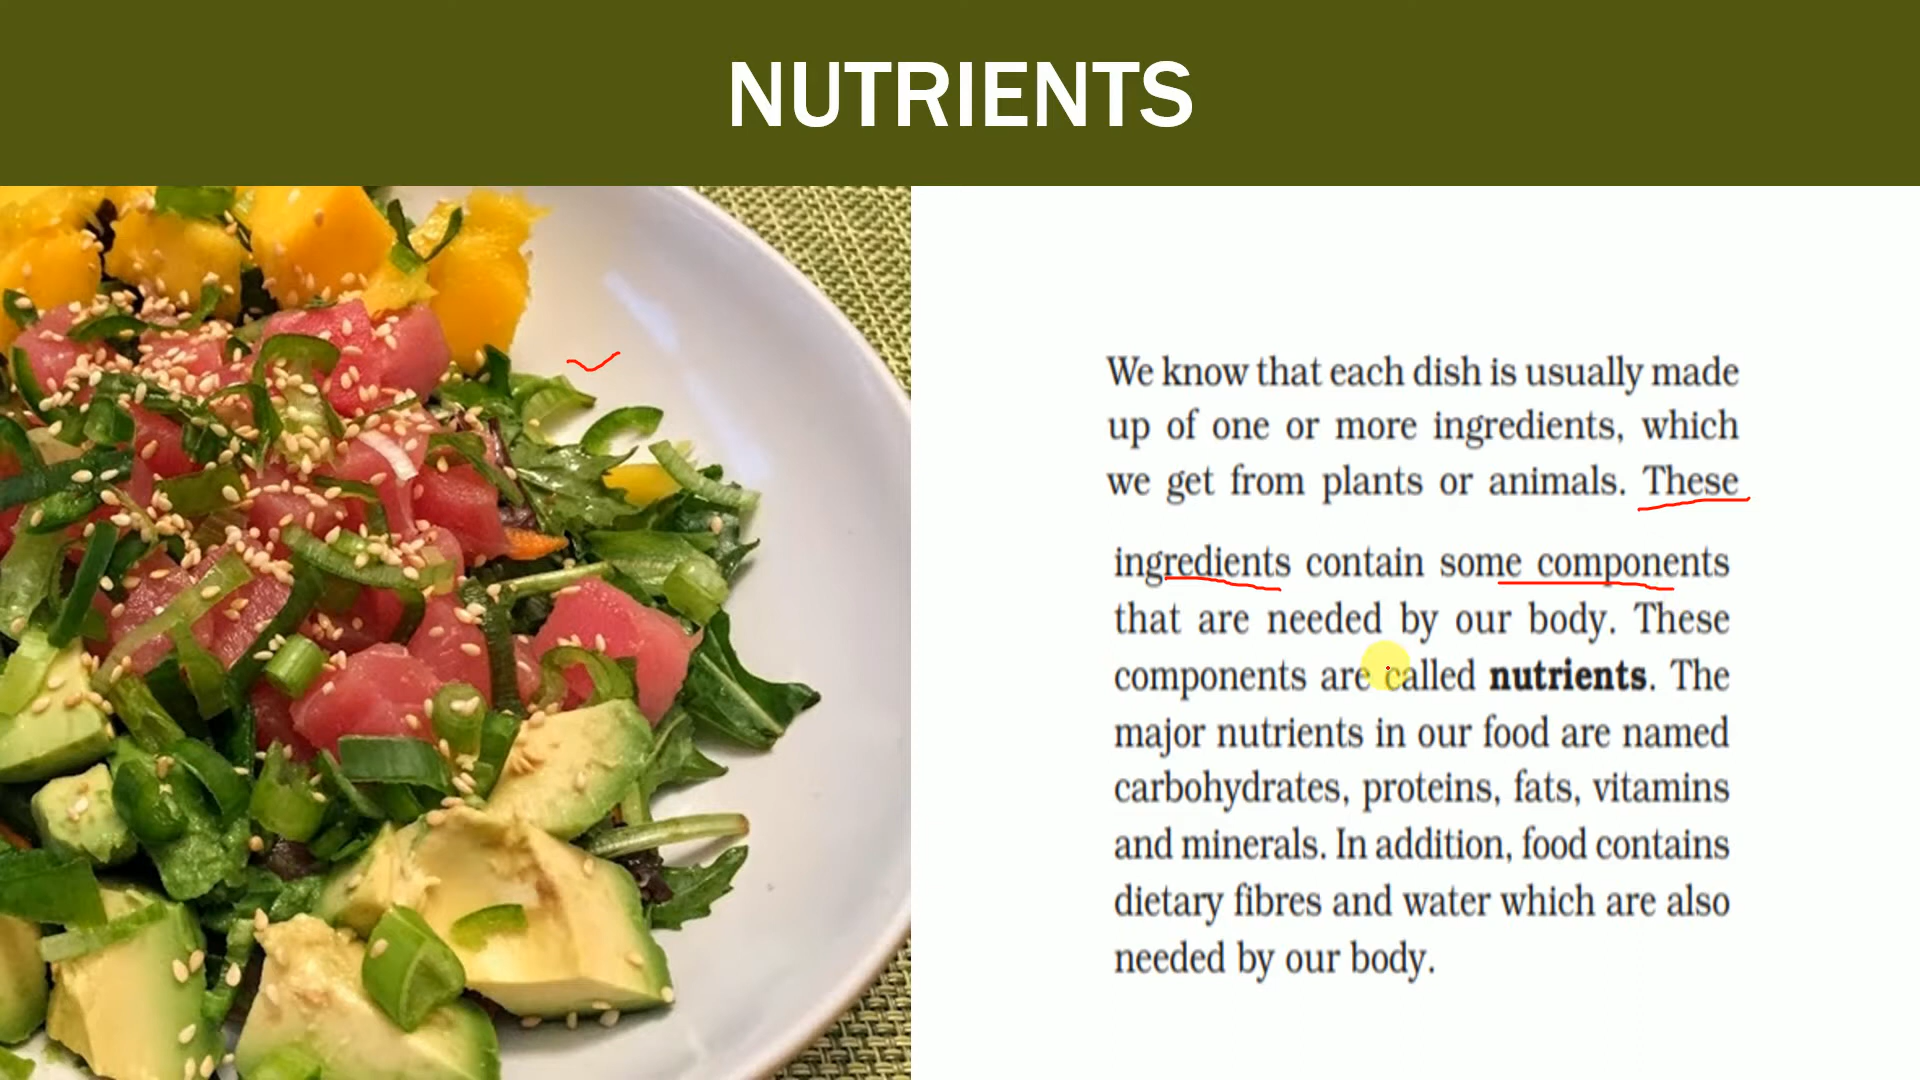 NUTRIENTS
We know that each dish is usually made
up of one or more ingredients, which
we get from plants or animals. These
ingredients contain some components
that are needed by our body. These
components are called nutrients. The
major nutrients in our food are named
carbohydrates, proteins, fats, vitamins
and minerals. In addition, food contains
dietary fibres and water which are also
needed by our body.